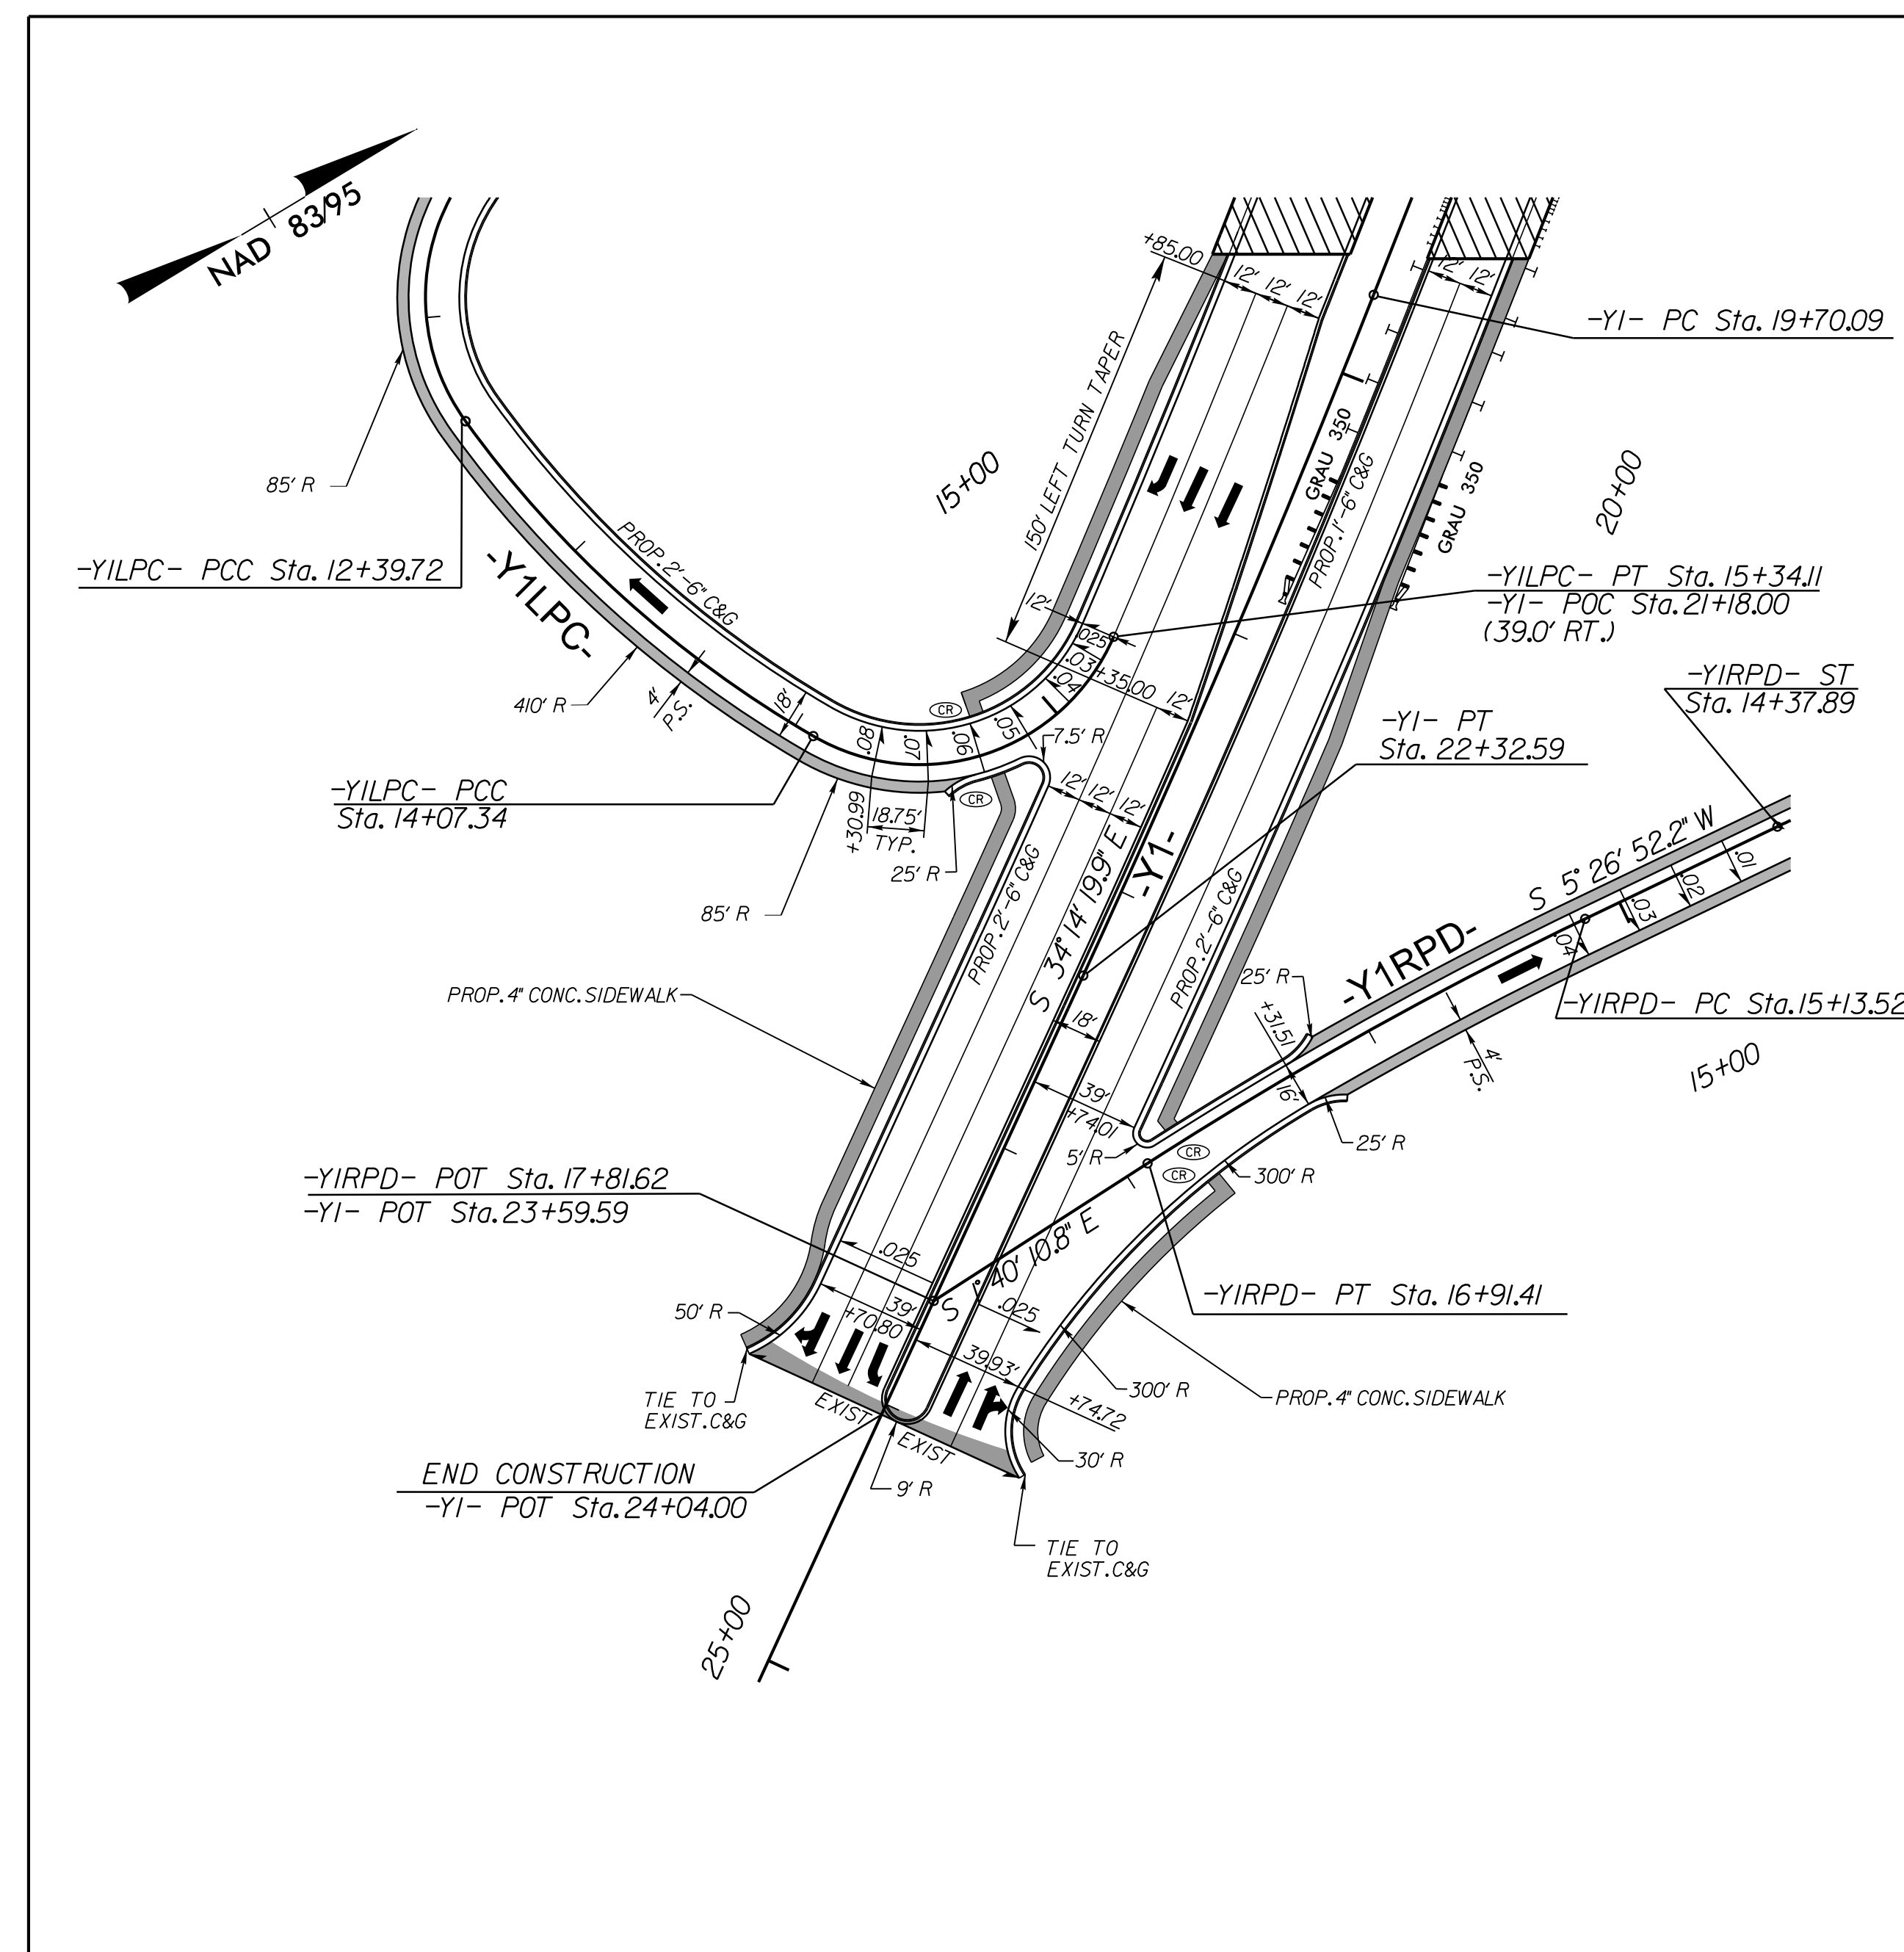 NAD 83/95
+85.00
12'
12'
12'
12'
12'
-Y1- PC Sta. 19+70.09
150' LEFT TURN TAPER
GRAU 350
PROP. 1'-6" C&G
GRAU 350
20+00
15+00
85' R
PROP. 2'-6" C&G
-Y1LPC- PCC Sta. 12+39.72
-Y1LPC-
-Y1LPC- PT Sta. 15+34.11
-Y1- POC Sta. 21+18.00
(39.0' RT.)
12'
.025
.03
.04
+35.00
12'
-Y1RPD- ST
Sta. 14+37.89
410' R
4'
P.S.
18'
CR
.08
.07
.06
.05
7.5' R
-Y1- PT
Sta. 22+32.59
-Y1LPC- PCC
Sta. 14+07.34
+30.99
18.75'
TYP.
CR
25' R
12'
12'
12'
85' R
PROP. 2'-6" C&G
S 34° 14' 19.9" E
-Y1-
PROP. 2'-6" C&G
S 5° 26' 52.2" W
.01
.02
.03
.04
-Y1RPD-
-Y1RPD- PC Sta. 15+13.52
PROP. 4" CONC. SIDEWALK
25' R
+31.51
16'
18'
4'
P.S.
15+00
39'
+74.01
5' R
CR
CR
25' R
300' R
-Y1RPD- POT Sta. 17+81.62
-Y1- POT Sta. 23+59.59
.025
S 1° 40' 10.8" E
-Y1RPD- PT Sta. 16+91.41
50' R
39'
+70.80
.025
39.93'
+74.72
300' R
PROP. 4" CONC. SIDEWALK
TIE TO
EXIST. C&G
EXIST
EXIST
30' R
9' R
END CONSTRUCTION
-Y1- POT Sta. 24+04.00
TIE TO
EXIST. C&G
25+00